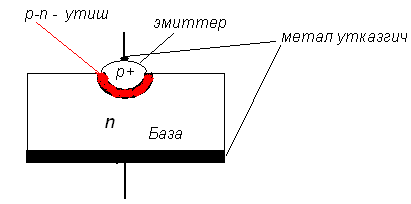 р-n - утиш
эмиттер
метал утказгич
р+
n
База